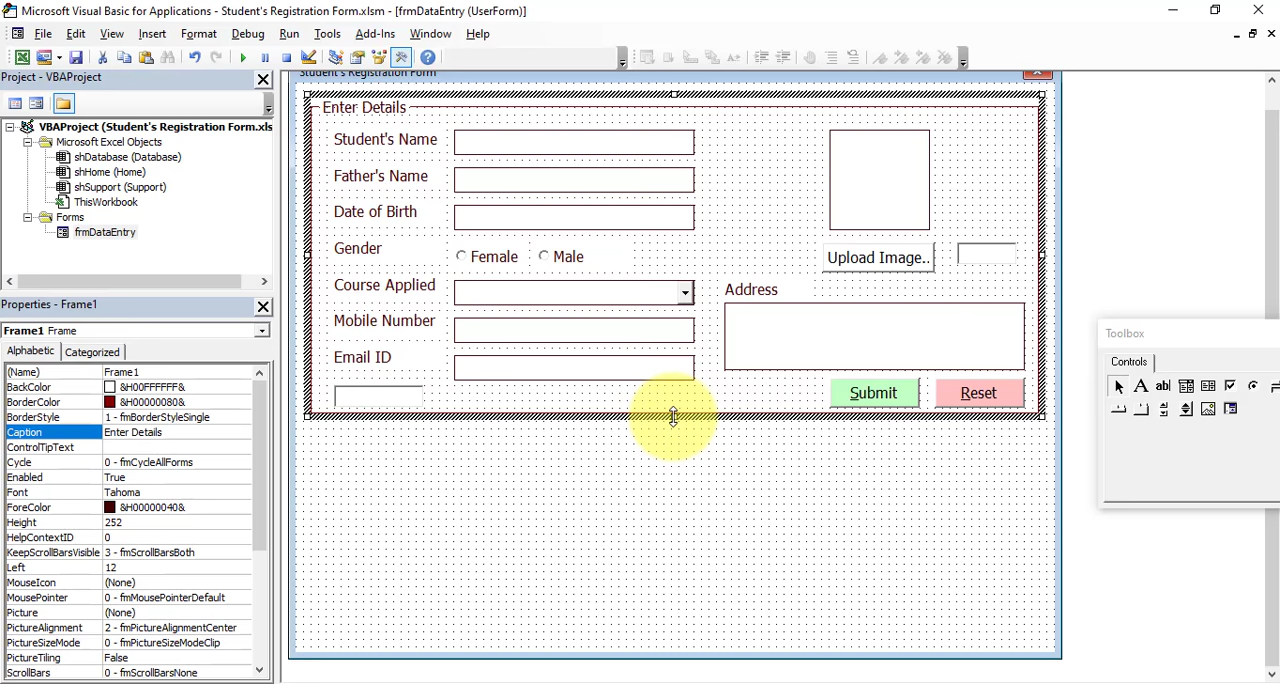 Microsoft Visual Basic for Applications - Student's Registration Form.xlsm - [frmDataEntry (UserForm)]
File Edit View Insert Format Debug Run Tools Add-Ins Window Help
Project - VBAProject
VBAProject (Student's Registration Form.xls
Microsoft Excel Objects
shDatabase (Database)
shHome (Home)
shSupport (Support)
ThisWorkbook
Forms
frmDataEntry
Properties - Frame1
Frame1 Frame
Alphabetic Categorized
(Name) Frame1
BackColor &H00FFFFFF&
BorderColor &H00000080&
BorderStyle 1 - fmBorderStyleSingle
Caption Enter Details
ControlTipText
Cycle 0 - fmCycleAllForms
Enabled True
Font Tahoma
ForeColor &H00000040&
Height 252
HelpContextID 0
KeepScrollBarsVisible 3 - fmScrollBarsBoth
Left 12
MouseIcon (None)
MousePointer 0 - fmMousePointerDefault
Picture (None)
PictureAlignment 2 - fmPictureAlignmentCenter
PictureSizeMode 0 - fmPictureSizeModeClip
PictureTiling False
ScrollBars 0 - fmScrollBarsNone
Student's Registration Form
Enter Details
Student's Name
Father's Name
Date of Birth
Gender Female Male
Upload Image..
Course Applied
Address
Mobile Number
Email ID
Submit Reset
Toolbox
Controls
A ab|